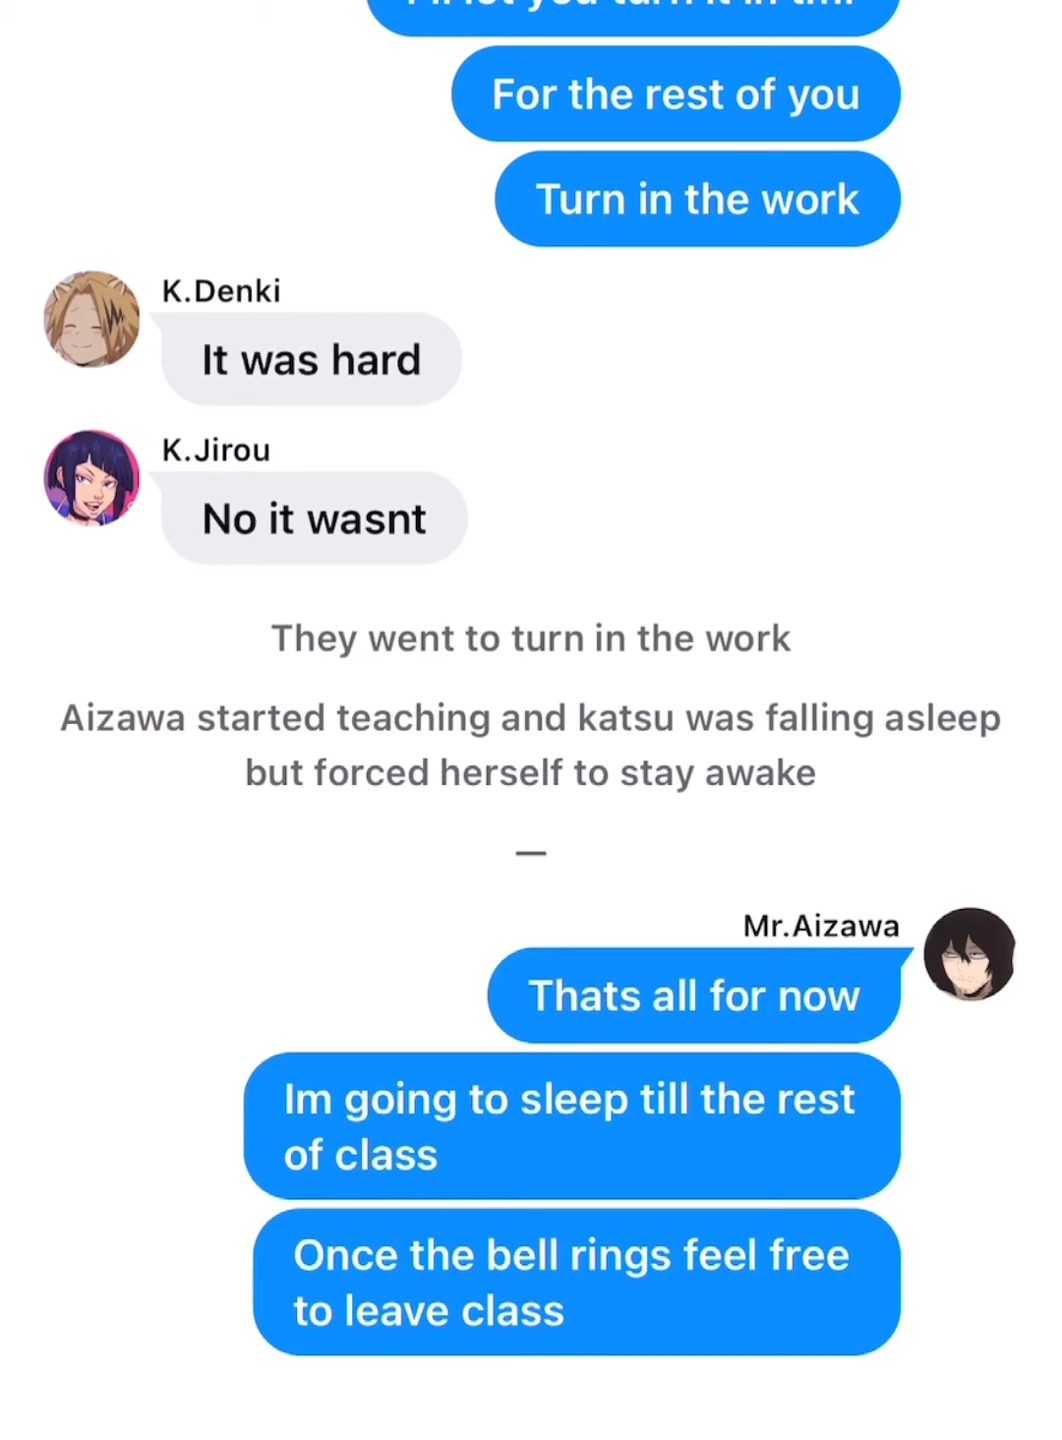 For the rest of you
Turn in the work
K.Denki
It was hard
K.Jirou
No it wasnt
They went to turn in the work
Aizawa started teaching and katsu was falling asleep
but forced herself to stay awake
—
Mr.Aizawa
Thats all for now
Im going to sleep till the rest
of class
Once the bell rings feel free
to leave class